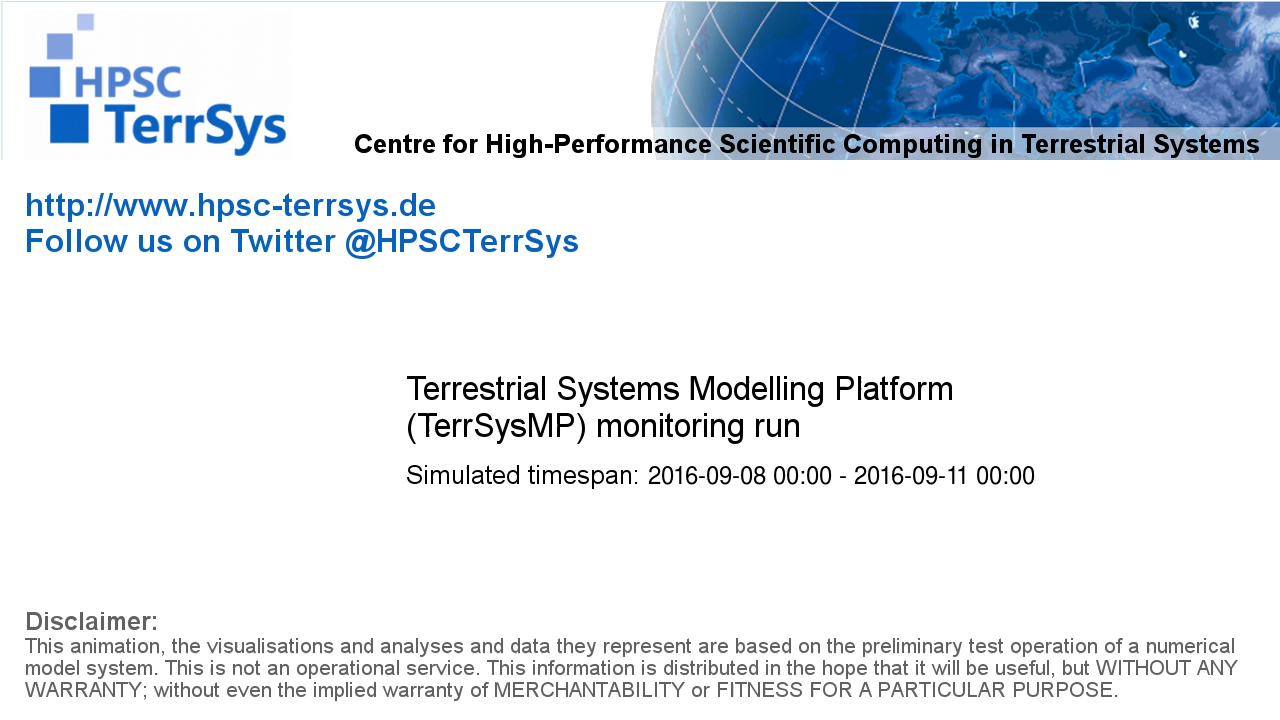 HPSC
TerrSys
Centre for High-Performance Scientific Computing in Terrestrial Systems
http://www.hpsc-terrsys.de
Follow us on Twitter @HPSCTerrSys
Terrestrial Systems Modelling Platform
(TerrSysMP) monitoring run
Simulated timespan: 2016-09-08 00:00 - 2016-09-11 00:00
Disclaimer:
This animation, the visualisations and analyses and data they represent are based on the preliminary test operation of a numerical
model system. This is not an operational service. This information is distributed in the hope that it will be useful, but WITHOUT ANY
WARRANTY; without even the implied warranty of MERCHANTABILITY or FITNESS FOR A PARTICULAR PURPOSE.